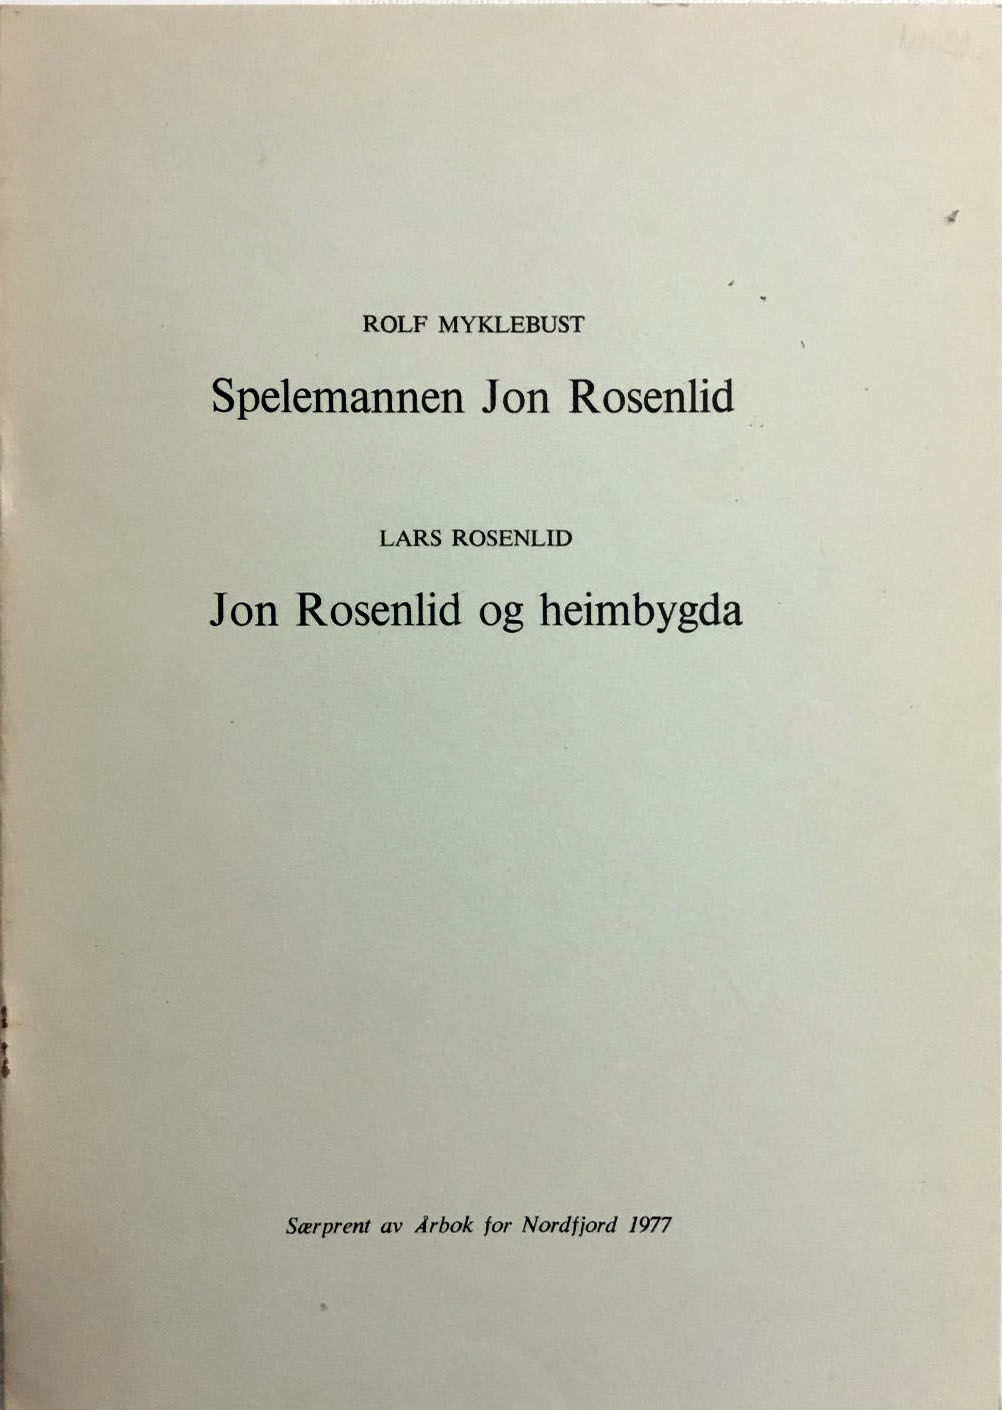 ROLF MYKLEBUST
Spelemannen Jon Rosenlid
LARS ROSENLID
Jon Rosenlid og heimbygda
Særprent av Årbok for Nordfjord 1977